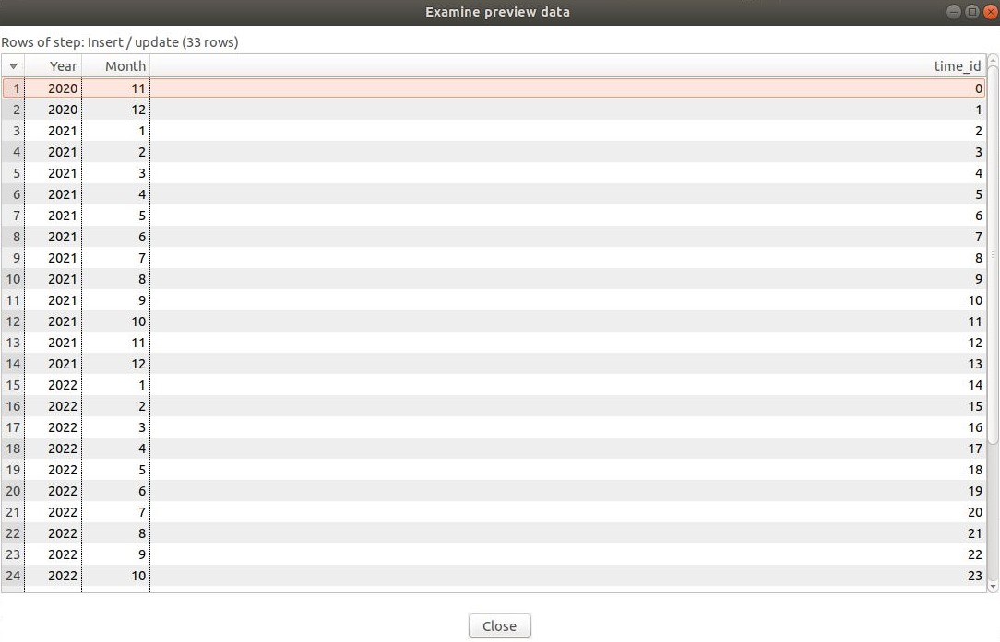 Examine preview data
Rows of step: Insert / update (33 rows)
Year Month time_id
1 2020 11 0
2 2020 12 1
3 2021 1 2
4 2021 2 3
5 2021 3 4
6 2021 4 5
7 2021 5 6
8 2021 6 7
9 2021 7 8
10 2021 8 9
11 2021 9 10
12 2021 10 11
13 2021 11 12
14 2021 12 13
15 2022 1 14
16 2022 2 15
17 2022 3 16
18 2022 4 17
19 2022 5 18
20 2022 6 19
21 2022 7 20
22 2022 8 21
23 2022 9 22
24 2022 10 23
Close